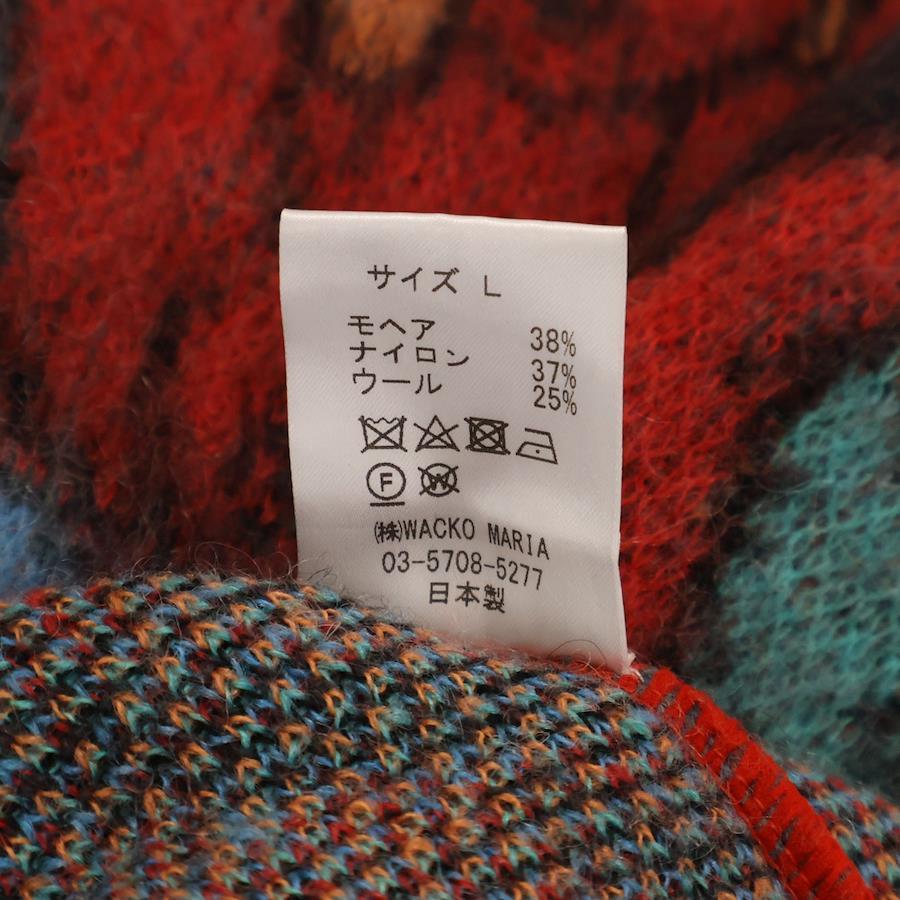 サイズ L
モヘア 38%
ナイロン 37%
ウール 25%
F W
㈱WACKO MARIA
03-5708-5277
日本製